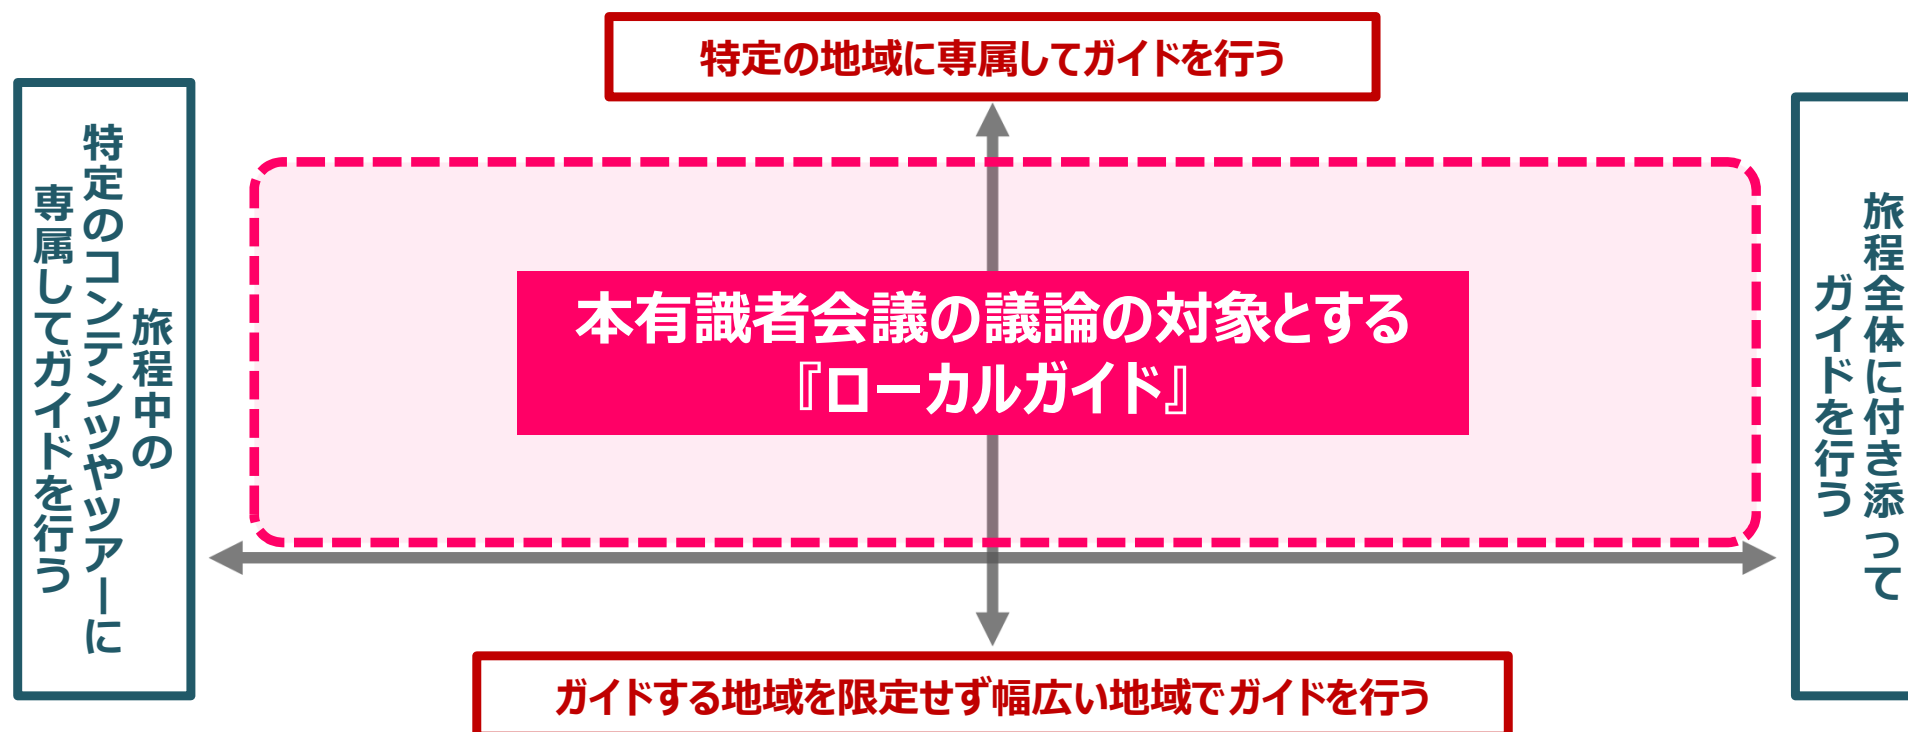 特定の地域に専属してガイドを行う
旅程中の
特定のコンテンツやツアーに
専属してガイドを行う
本有識者会議の議論の対象とする
『ローカルガイド』
旅程全体に付き添って
ガイドを行う
ガイドする地域を限定せず幅広い地域でガイドを行う